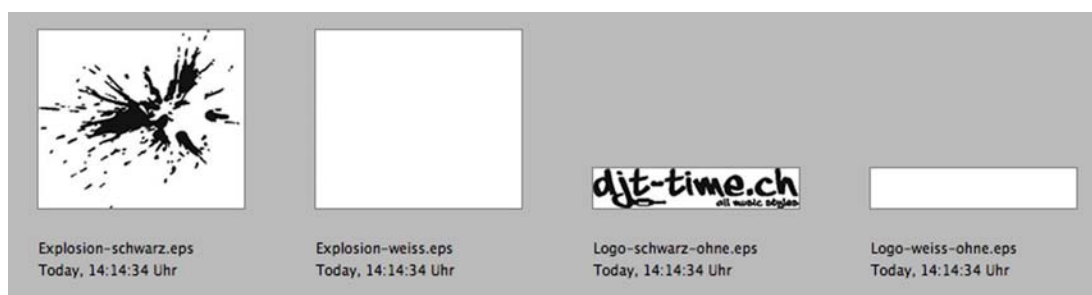 djt-time.ch
all music styles
Explosion-schwarz.eps
Today, 14:14:34 Uhr
Explosion-weiss.eps
Today, 14:14:34 Uhr
Logo-schwarz-ohne.eps
Today, 14:14:34 Uhr
Logo-weiss-ohne.eps
Today, 14:14:34 Uhr